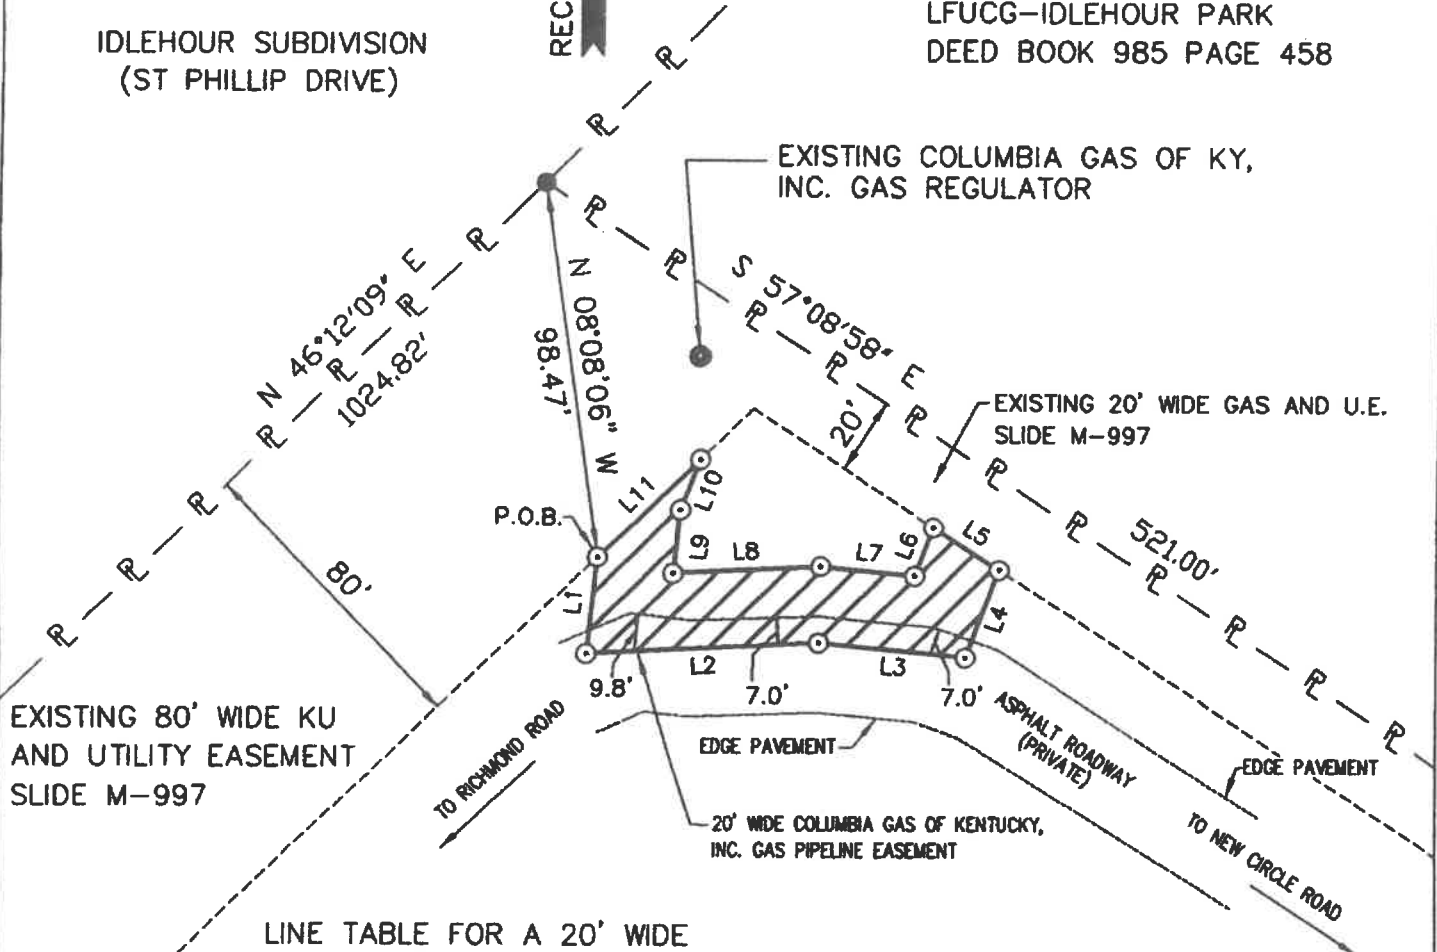 IDLEHOUR SUBDIVISION
(ST PHILLIP DRIVE)
REC
LFUCG-IDLEHOUR PARK
DEED BOOK 985 PAGE 458
EXISTING COLUMBIA GAS OF KY,
INC. GAS REGULATOR
N 46°12'09" E
1024.82'
N 08°08'06" W
98.47'
S 57°08'58" E
521.00'
20'
EXISTING 20' WIDE GAS AND U.E.
SLIDE M-997
P.O.B.
L11
L10
L9
L8
L7
L6
L5
L4
L1
L2
L3
80'
9.8'
7.0'
7.0'
EXISTING 80' WIDE KU
AND UTILITY EASEMENT
SLIDE M-997
TO RICHMOND ROAD
EDGE PAVEMENT
ASPHALT ROADWAY
(PRIVATE)
EDGE PAVEMENT
20' WIDE COLUMBIA GAS OF KENTUCKY,
INC. GAS PIPELINE EASEMENT
TO NEW CIRCLE ROAD
LINE TABLE FOR A 20' WIDE